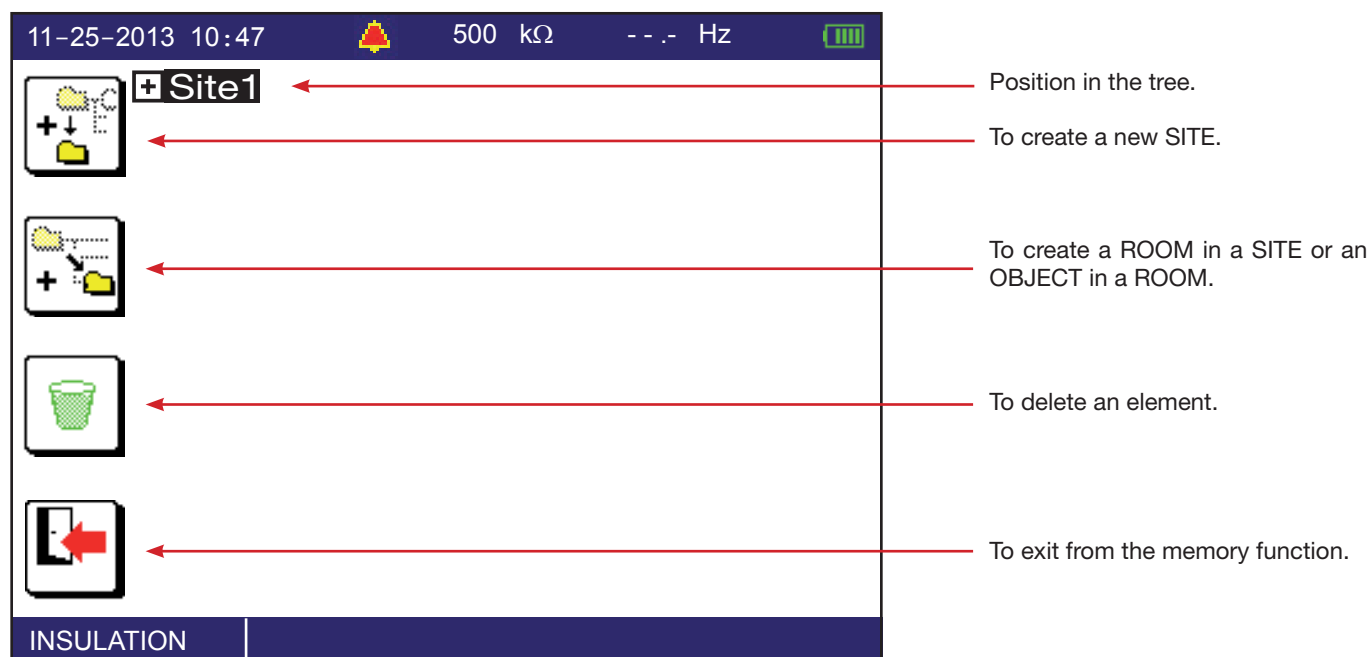 11-25-2013 10:47 500 kΩ - - .- Hz
Site1
Position in the tree.
To create a new SITE.
To create a ROOM in a SITE or an
OBJECT in a ROOM.
To delete an element.
To exit from the memory function.
INSULATION